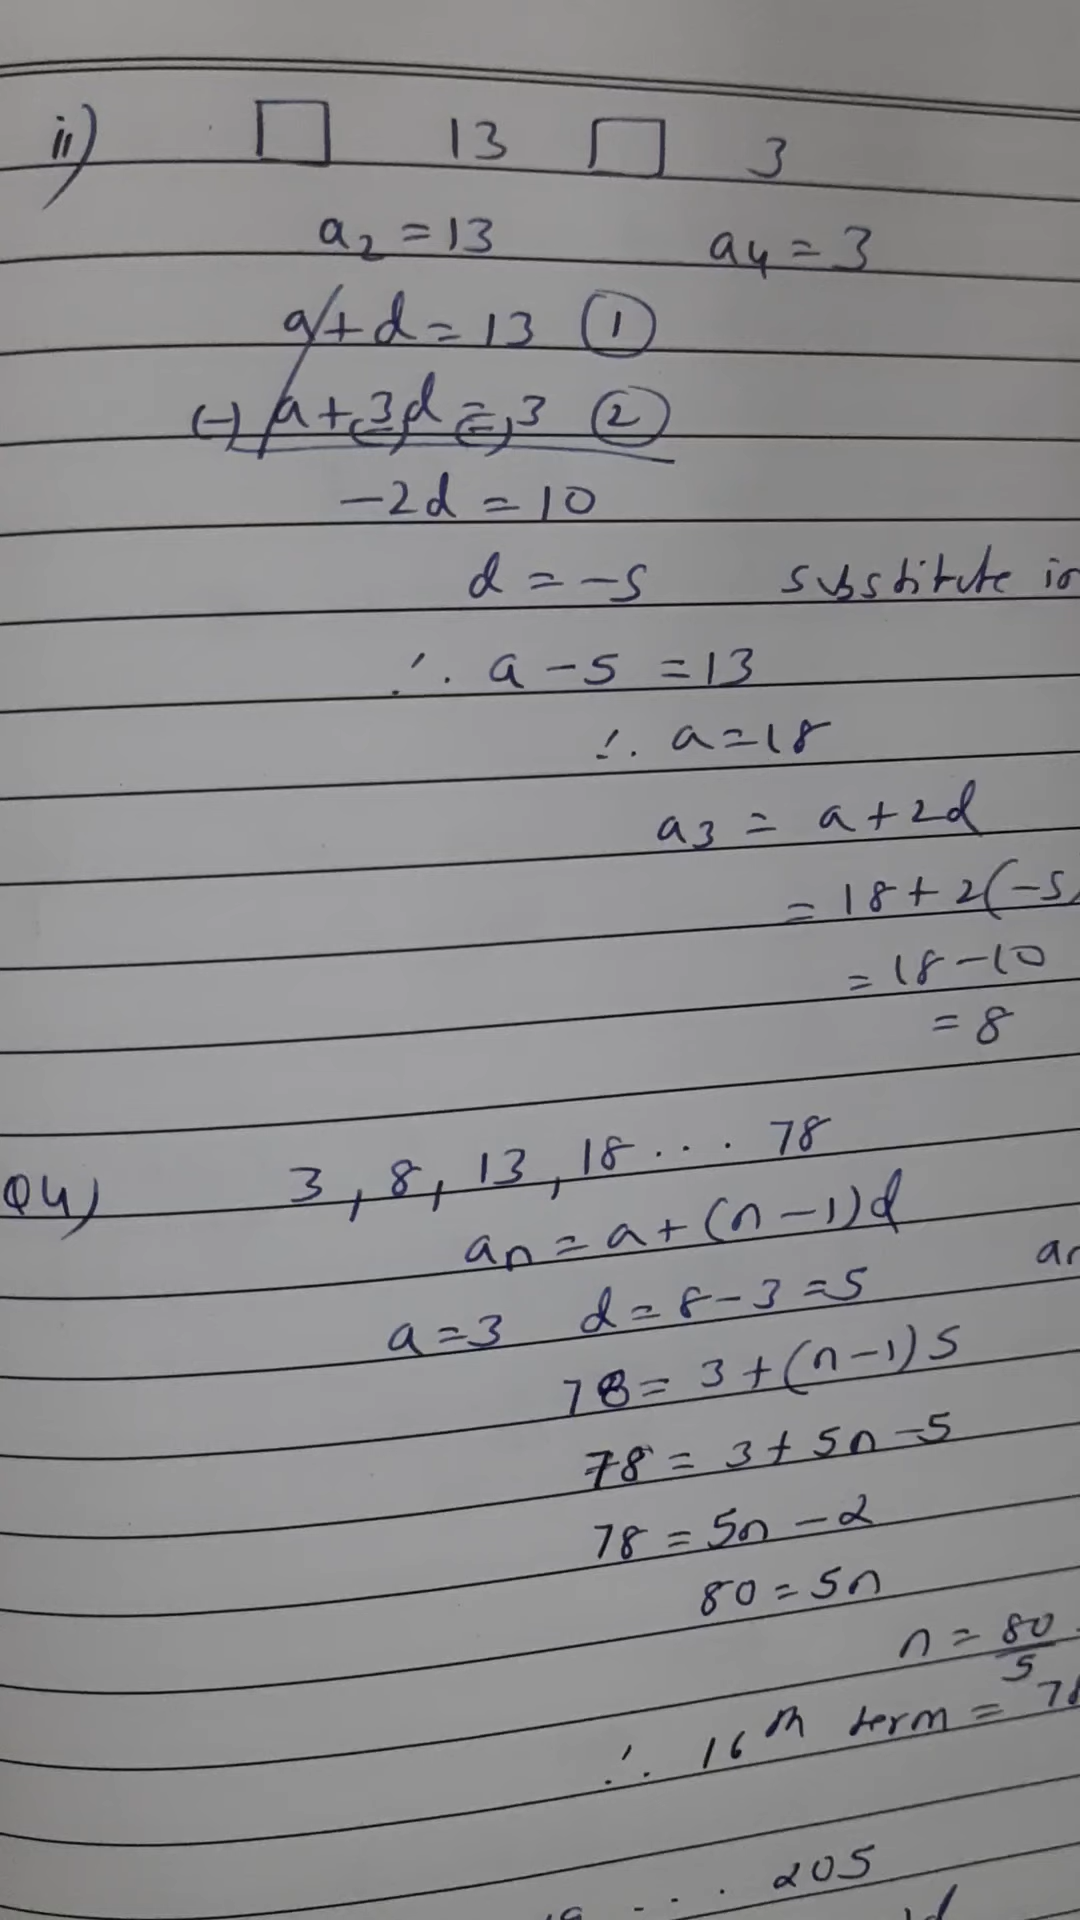 ii) □ 13 □ 3
a₂ = 13 a₄ = 3
a + d = 13 ①
(-) a + 3d = 3 ②
(-) (-)
-2d = 10
d = -5 substitute in
∴ a - 5 = 13
∴ a = 18
a₃ = a + 2d
= 18 + 2(-5)
= 18 - 10
= 8
Q4) 3, 8, 13, 18 . . . . 78
aₙ = a + (n - 1)d
a = 3 d = 8 - 3 = 5
78 = 3 + (n - 1) 5
78 = 3 + 5n - 5
78 = 5n - 2
80 = 5n
n = 80/5
∴ 16th term = 78
. . . 205